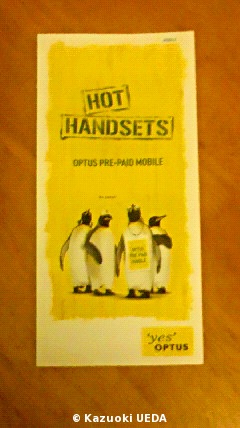 HOT
HANDSETS
OPTUS PRE-PAID MOBILE
OPTUS
PRE-PAID
MOBILE
'yes'
OPTUS
© Kazuoki UEDA